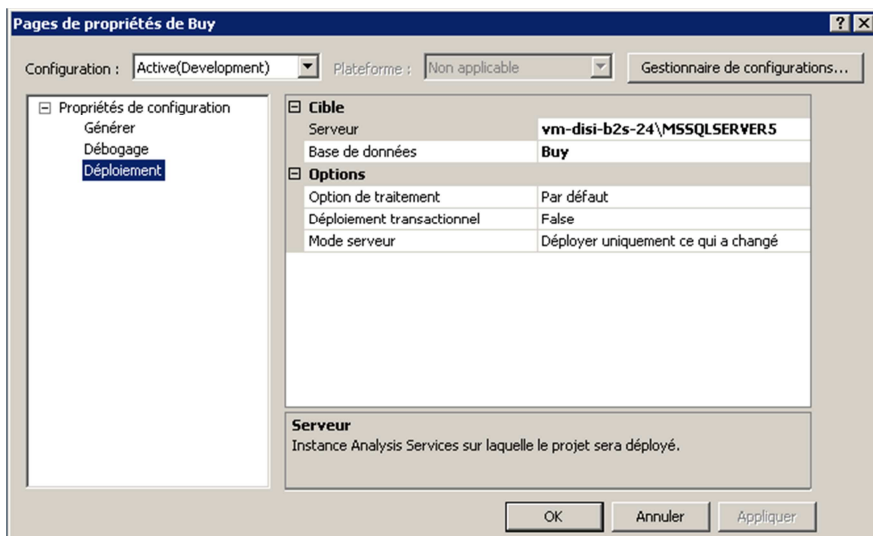 Pages de propriétés de Buy
Configuration : Active(Development) Plateforme : Non applicable Gestionnaire de configurations...
Propriétés de configuration
Générer
Débogage
Déploiement
Cible
Serveur vm-disi-b2s-24\MSSQLSERVER5
Base de données Buy
Options
Option de traitement Par défaut
Déploiement transactionnel False
Mode serveur Déployer uniquement ce qui a changé
Serveur
Instance Analysis Services sur laquelle le projet sera déployé.
OK Annuler Appliquer